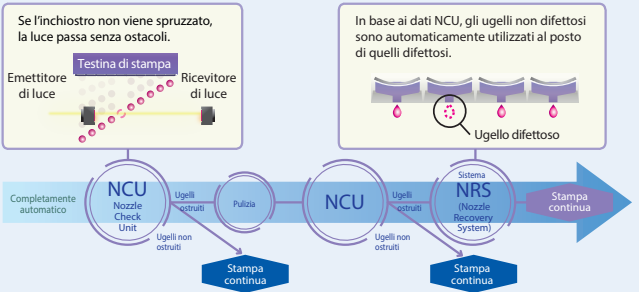 Se l'inchiostro non viene spruzzato,
la luce passa senza ostacoli.
Testina di stampa
Emettitore
di luce
Ricevitore
di luce
In base ai dati NCU, gli ugelli non difettosi
sono automaticamente utilizzati al posto
di quelli difettosi.
Ugello difettoso
Completamente
automatico
NCU
Nozzle
Check
Unit
Ugelli
ostruiti
Ugelli non
ostruiti
Pulizia
Stampa
continua
NCU
Ugelli
ostruiti
Ugelli non
ostruiti
Sistema
NRS
(Nozzle
Recovery
System)
Stampa
continua
Stampa
continua